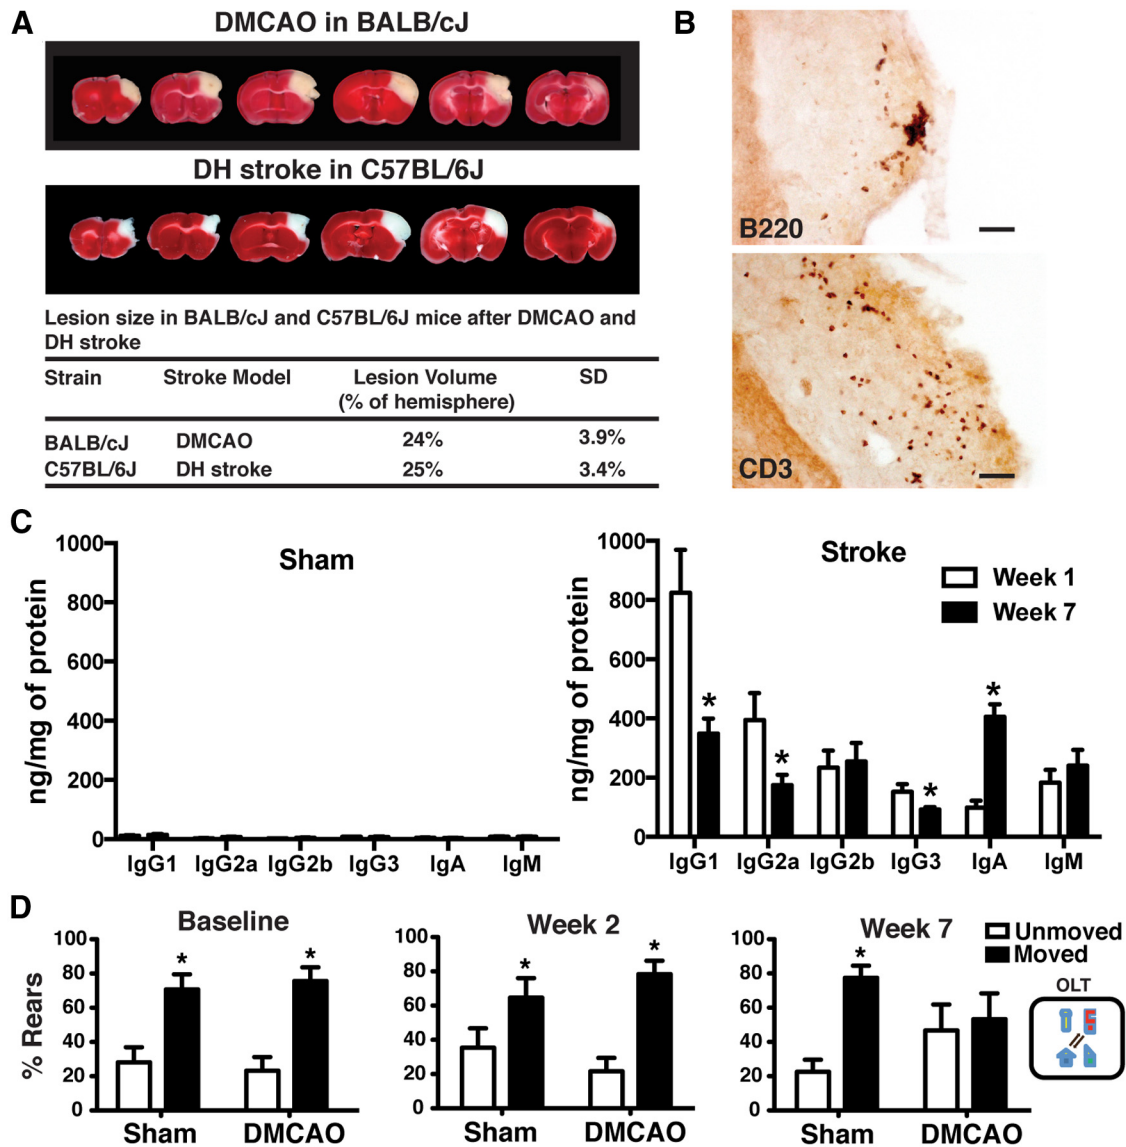 A
DMCAO in BALB/cJ
DH stroke in C57BL/6J
Lesion size in BALB/cJ and C57BL/6J mice after DMCAO and
DH stroke
Strain Stroke Model Lesion Volume SD
(% of hemisphere)
BALB/cJ DMCAO 24% 3.9%
C57BL/6J DH stroke 25% 3.4%
B
B220
CD3
C
Sham
ng/mg of protein
1000
800
600
400
200
0
IgG1 IgG2a IgG2b IgG3 IgA IgM
Stroke
Week 1
Week 7
ng/mg of protein
1000
800
600
400
200
0
* * * *
IgG1 IgG2a IgG2b IgG3 IgA IgM
D
Baseline
% Rears
100
80
60
40
20
0
* *
Sham DMCAO
Week 2
100
80
60
40
20
0
* *
Sham DMCAO
Week 7
100
80
60
40
20
0
*
Sham DMCAO
Unmoved
Moved
OLT